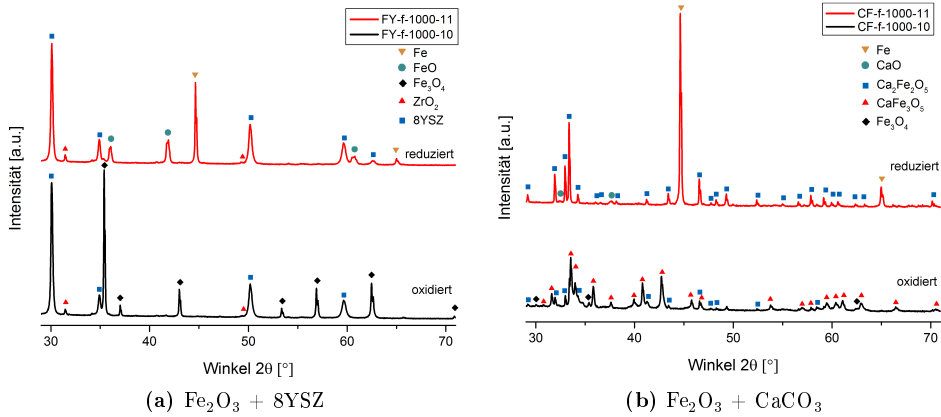 FY-f-1000-11
FY-f-1000-10
Fe
FeO
Fe₃O₄
ZrO₂
8YSZ
reduziert
oxidiert
Intensität [a.u.]
30 40 50 60 70
Winkel 2θ [°]
(a) Fe₂O₃ + 8YSZ
CF-f-1000-11
CF-f-1000-10
Fe
CaO
Ca₂Fe₂O₅
CaFe₃O₅
Fe₃O₄
reduziert
oxidiert
Intensität [a.u.]
30 40 50 60 70
Winkel 2θ [°]
(b) Fe₂O₃ + CaCO₃